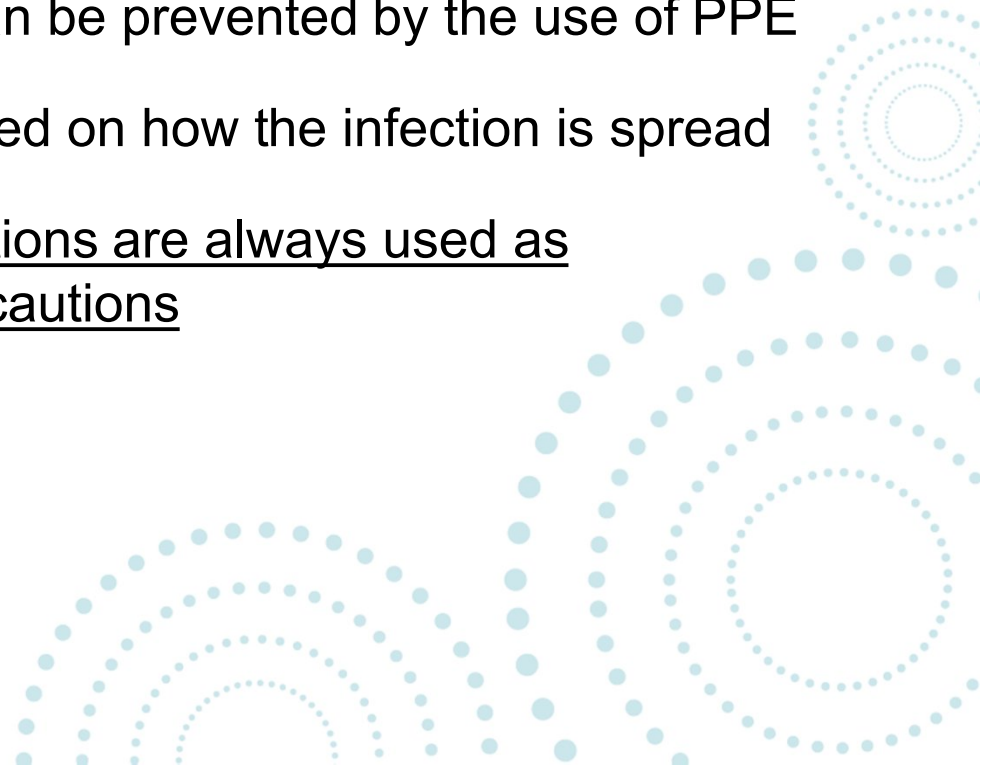 n be prevented by the use of PPE
ed on how the infection is spread
ions are always used as
cautions